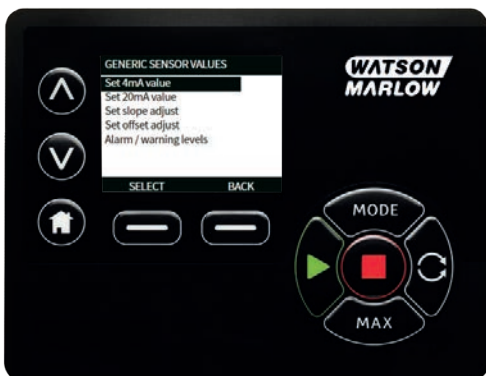 GENERIC SENSOR VALUES
Set 4mA value
Set 20mA value
Set slope adjust
Set offset adjust
Alarm / warning levels
SELECT BACK
WATSON
MARLOW
MODE
MAX